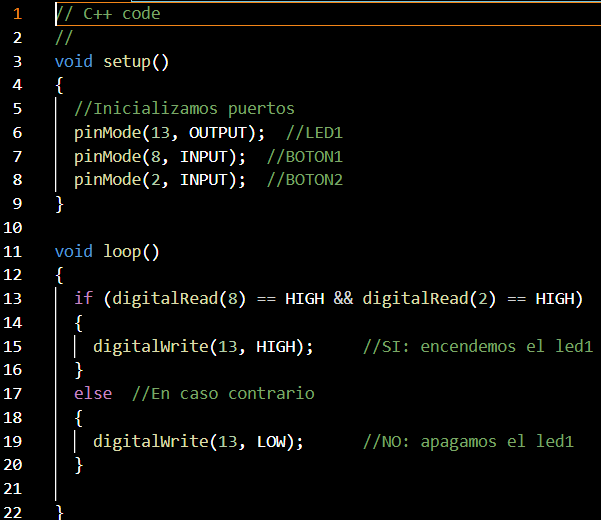 1 // C++ code
2 //
3 void setup()
4 {
5 //Inicializamos puertos
6 pinMode(13, OUTPUT); //LED1
7 pinMode(8, INPUT); //BOTON1
8 pinMode(2, INPUT); //BOTON2
9 }
10
11 void loop()
12 {
13 if (digitalRead(8) == HIGH && digitalRead(2) == HIGH)
14 {
15 digitalWrite(13, HIGH); //SI: encendemos el led1
16 }
17 else //En caso contrario
18 {
19 digitalWrite(13, LOW); //NO: apagamos el led1
20 }
21
22 }